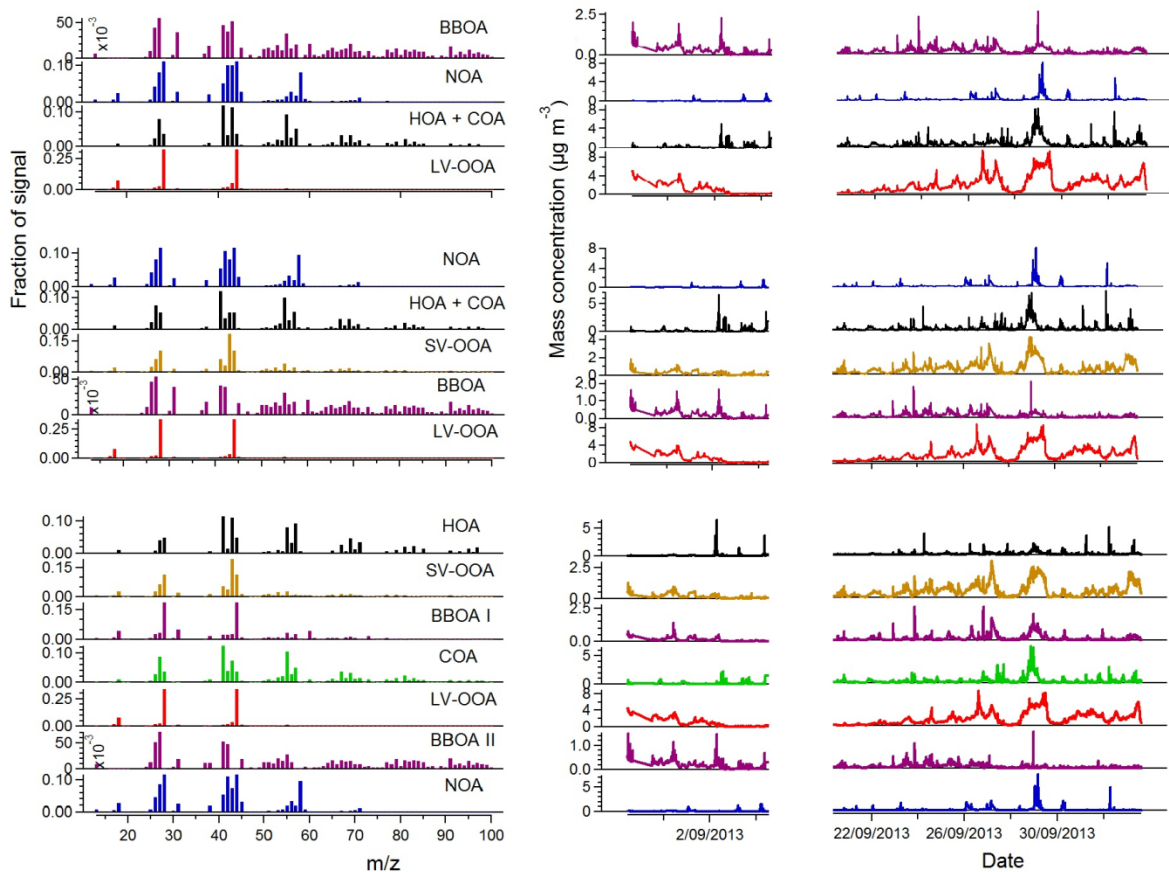 Fraction of signal
50
0
x10⁻³
BBOA
0.10
0.00
NOA
0.10
0.00
HOA + COA
0.25
0.00
LV-OOA
0.10
0.00
NOA
0.10
0.00
HOA + COA
0.15
0.00
SV-OOA
50
0
x10⁻³
BBOA
0.25
0.00
LV-OOA
0.10
0.00
HOA
0.15
0.00
SV-OOA
0.15
0.00
BBOA I
0.10
0.00
COA
0.25
0.00
LV-OOA
50
0
x10⁻³
BBOA II
0.10
0.00
NOA
20 30 40 50 60 70 80 90 100
m/z
Mass concentration (µg m⁻³)
2.5
0.0
8
4
0
8
4
0
8
4
0
8
4
0
5
0
4
2
0
2.0
1.0
0.0
8
4
0
5
0
2.5
0.0
2.5
0.0
5
0
8
4
0
1.0
0.0
5
0
2/09/2013 22/09/2013 26/09/2013 30/09/2013
Date